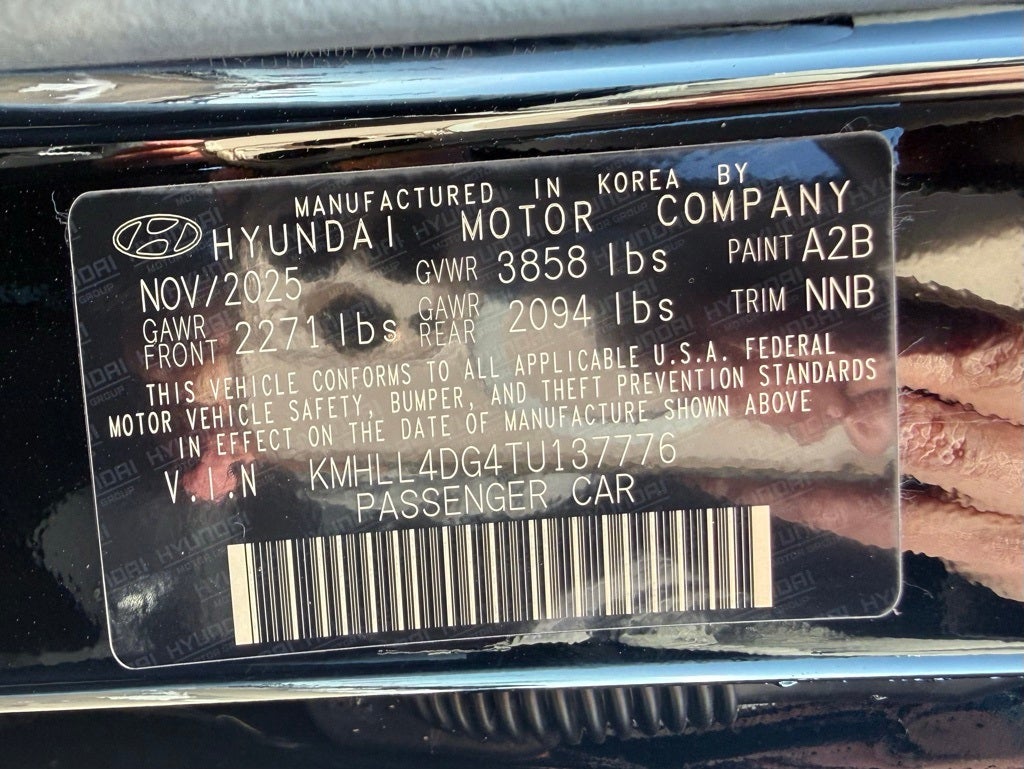 MANUFACTURED IN KOREA BY
HYUNDAI MOTOR COMPANY
NOV/2025 GVWR 3858 lbs PAINT A2B
GAWR FRONT 2271 lbs GAWR REAR 2094 lbs TRIM NNB
THIS VEHICLE CONFORMS TO ALL APPLICABLE U.S.A. FEDERAL
MOTOR VEHICLE SAFETY, BUMPER, AND THEFT PREVENTION STANDARDS
IN EFFECT ON THE DATE OF MANUFACTURE SHOWN ABOVE
V.I.N KMHLL4DG4TU137776
PASSENGER CAR